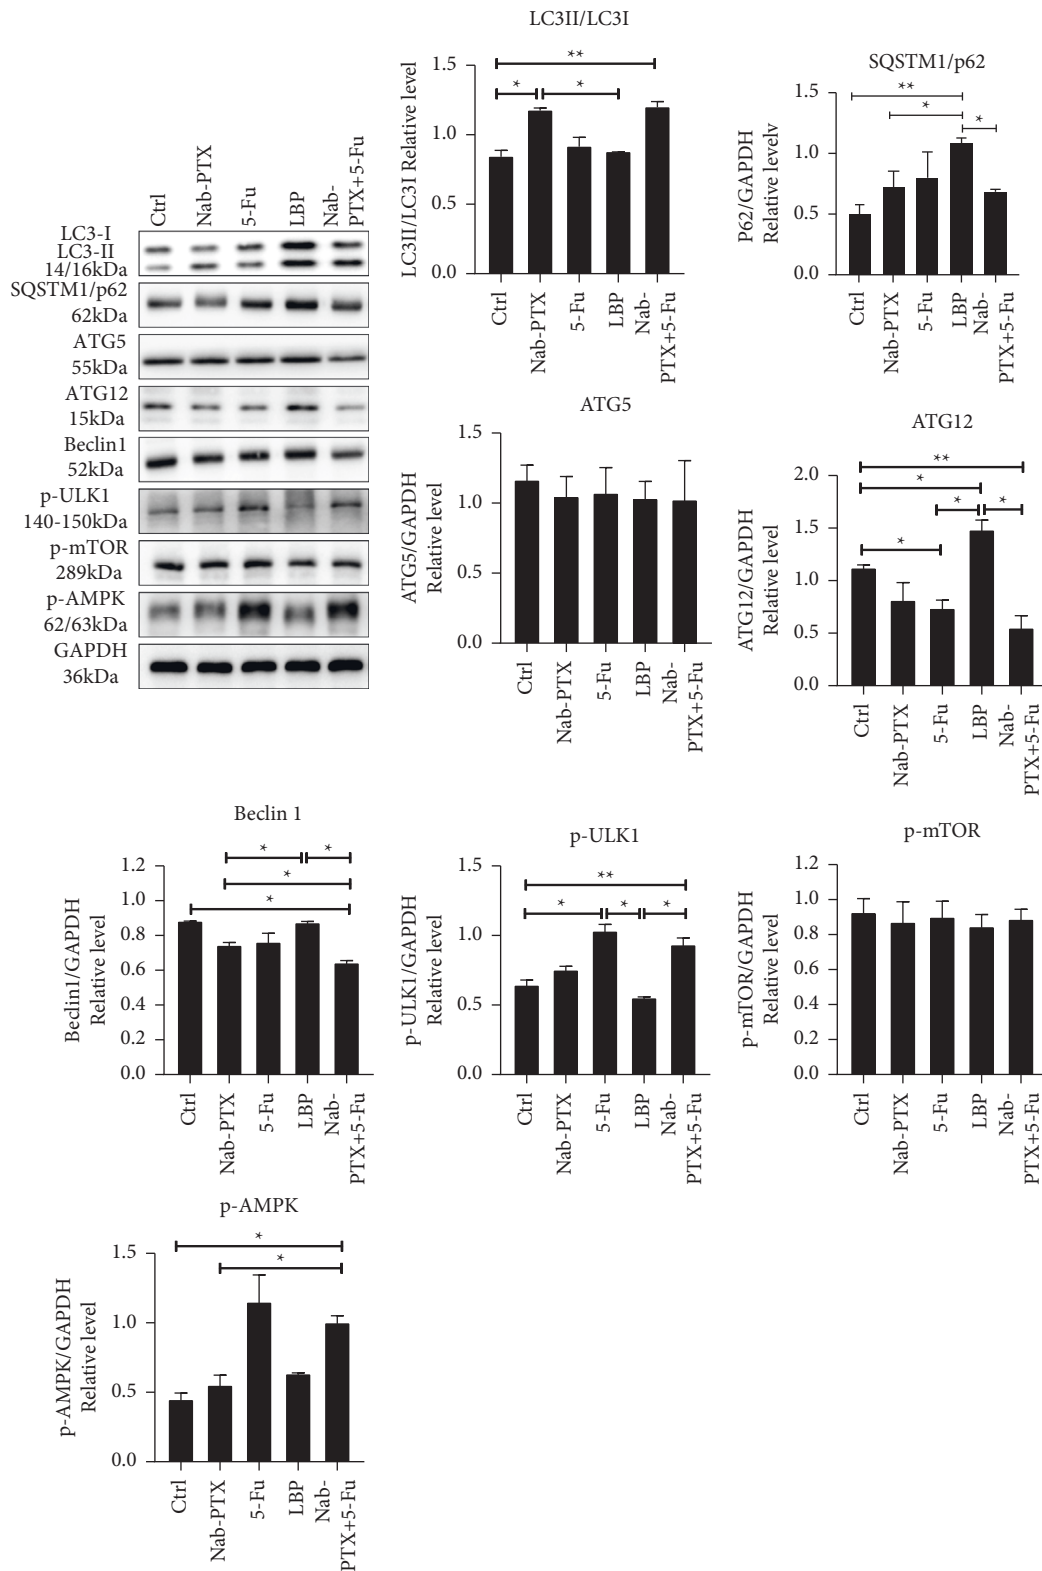 Ctrl
Nab-PTX
5-Fu
LBP
Nab-
PTX+5-Fu
LC3-I
LC3-II
14/16kDa
SQSTM1/p62
62kDa
ATG5
55kDa
ATG12
15kDa
Beclin1
52kDa
p-ULK1
140-150kDa
p-mTOR
289kDa
p-AMPK
62/63kDa
GAPDH
36kDa
LC3II/LC3I
LC3II/LC3I Relative level
1.5
1.0
0.5
0.0
**
*
*
Ctrl
Nab-PTX
5-Fu
LBP
Nab-
PTX+5-Fu
SQSTM1/p62
P62/GAPDH
Relative levelv
1.5
1.0
0.5
0.0
**
*
*
Ctrl
Nab-PTX
5-Fu
LBP
Nab-
PTX+5-Fu
ATG5
ATG5/GAPDH
Relative level
1.5
1.0
0.5
0.0
Ctrl
Nab-PTX
5-Fu
LBP
Nab-
PTX+5-Fu
ATG12
ATG12/GAPDH
Relative level
2.0
1.5
1.0
0.5
0.0
**
*
*
*
*
Ctrl
Nab-PTX
5-Fu
LBP
Nab-
PTX+5-Fu
Beclin 1
Beclin1/GAPDH
Relative level
1.2
1.0
0.8
0.6
0.4
0.2
0.0
*
*
*
*
Ctrl
Nab-PTX
5-Fu
LBP
Nab-
PTX+5-Fu
p-ULK1
p-ULK1/GAPDH
Relative level
1.5
1.0
0.5
0.0
**
*
*
*
Ctrl
Nab-PTX
5-Fu
LBP
Nab-
PTX+5-Fu
p-mTOR
p-mTOR/GAPDH
Relative level
1.2
1.0
0.8
0.6
0.4
0.2
0.0
Ctrl
Nab-PTX
5-Fu
LBP
Nab-
PTX+5-Fu
p-AMPK
p-AMPK/GAPDH
Relative level
1.5
1.0
0.5
0.0
*
*
Ctrl
Nab-PTX
5-Fu
LBP
Nab-
PTX+5-Fu